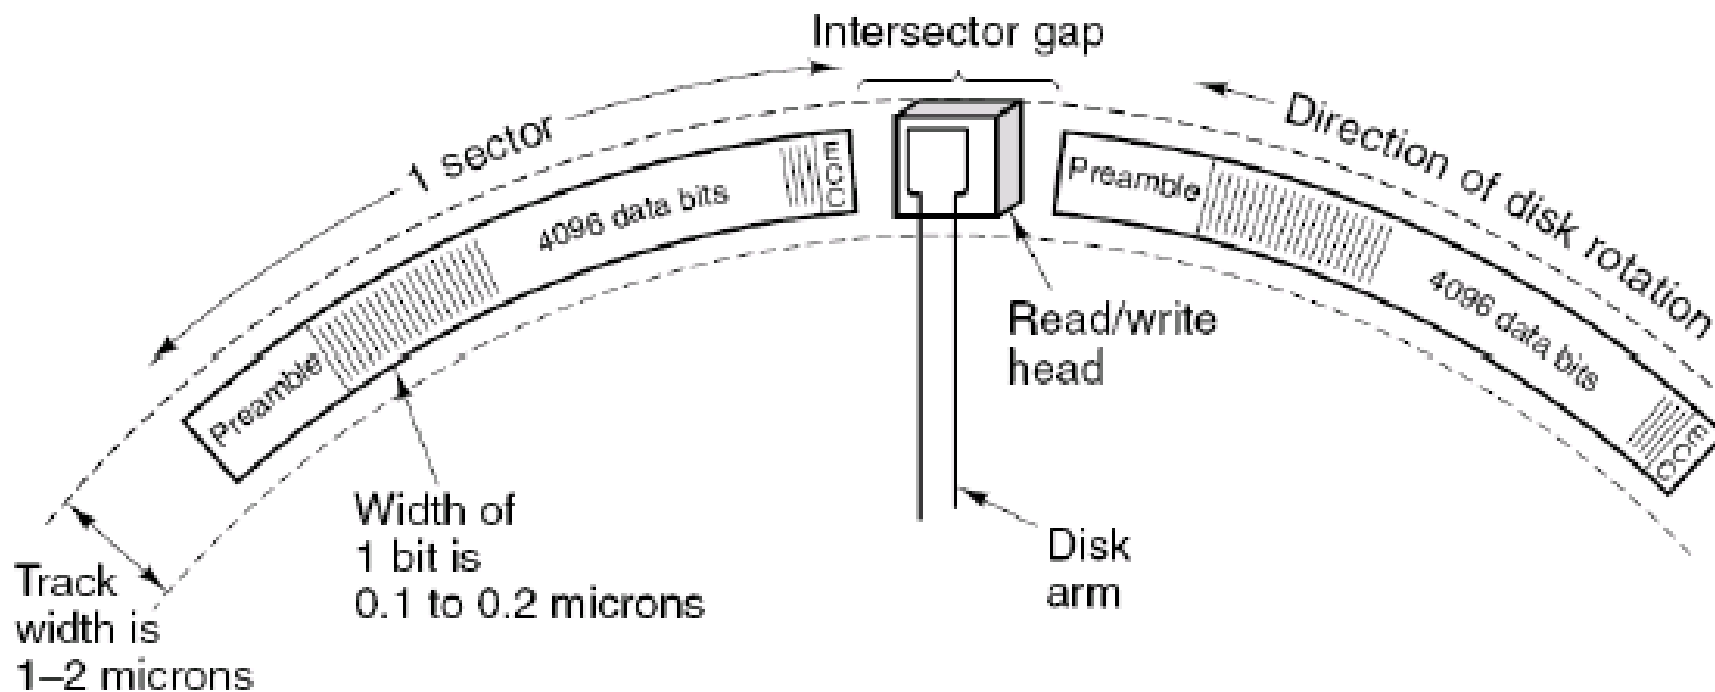 Intersector gap
1 sector
Direction of disk rotation
Preamble
4096 data bits
ECC
Preamble
4096 data bits
ECC
Read/write
head
Width of
1 bit is
0.1 to 0.2 microns
Disk
arm
Track
width is
1–2 microns